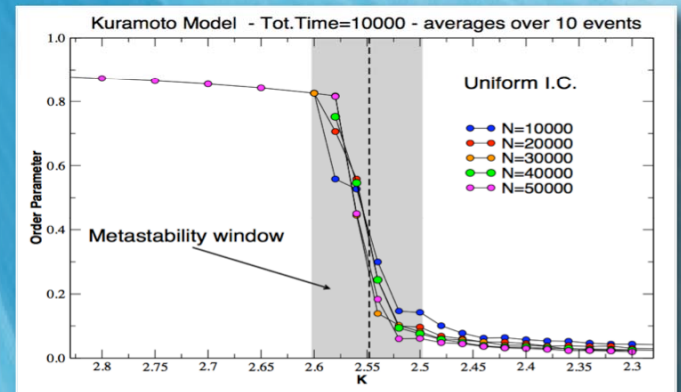 Kuramoto Model - Tot.Time=10000 - averages over 10 events
1.0
0.8
0.6
0.4
0.2
0.0
Order Parameter
Uniform I.C.
N=10000
N=20000
N=30000
N=40000
N=50000
Metastability window
2.8 2.75 2.7 2.65 2.6 2.55 2.5 2.45 2.4 2.35 2.3
K